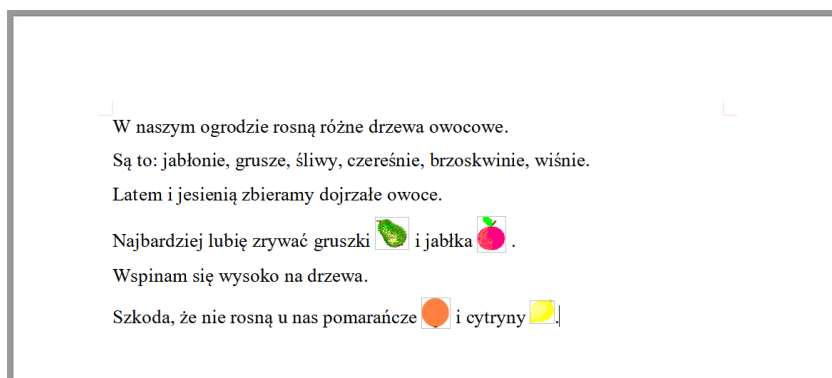 W naszym ogrodzie rosną różne drzewa owocowe.
Są to: jabłonie, grusze, śliwy, czereśnie, brzoskwinie, wiśnie.
Latem i jesienią zbieramy dojrzałe owoce.
Najbardziej lubię zrywać gruszki i jabłka .
Wspinam się wysoko na drzewa.
Szkoda, że nie rosną u nas pomarańcze i cytryny .